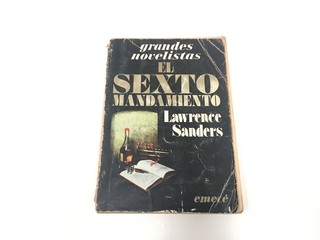 grandes
novelistas
EL
SEXTO
MANDAMIENTO
Lawrence
Sanders
emecé